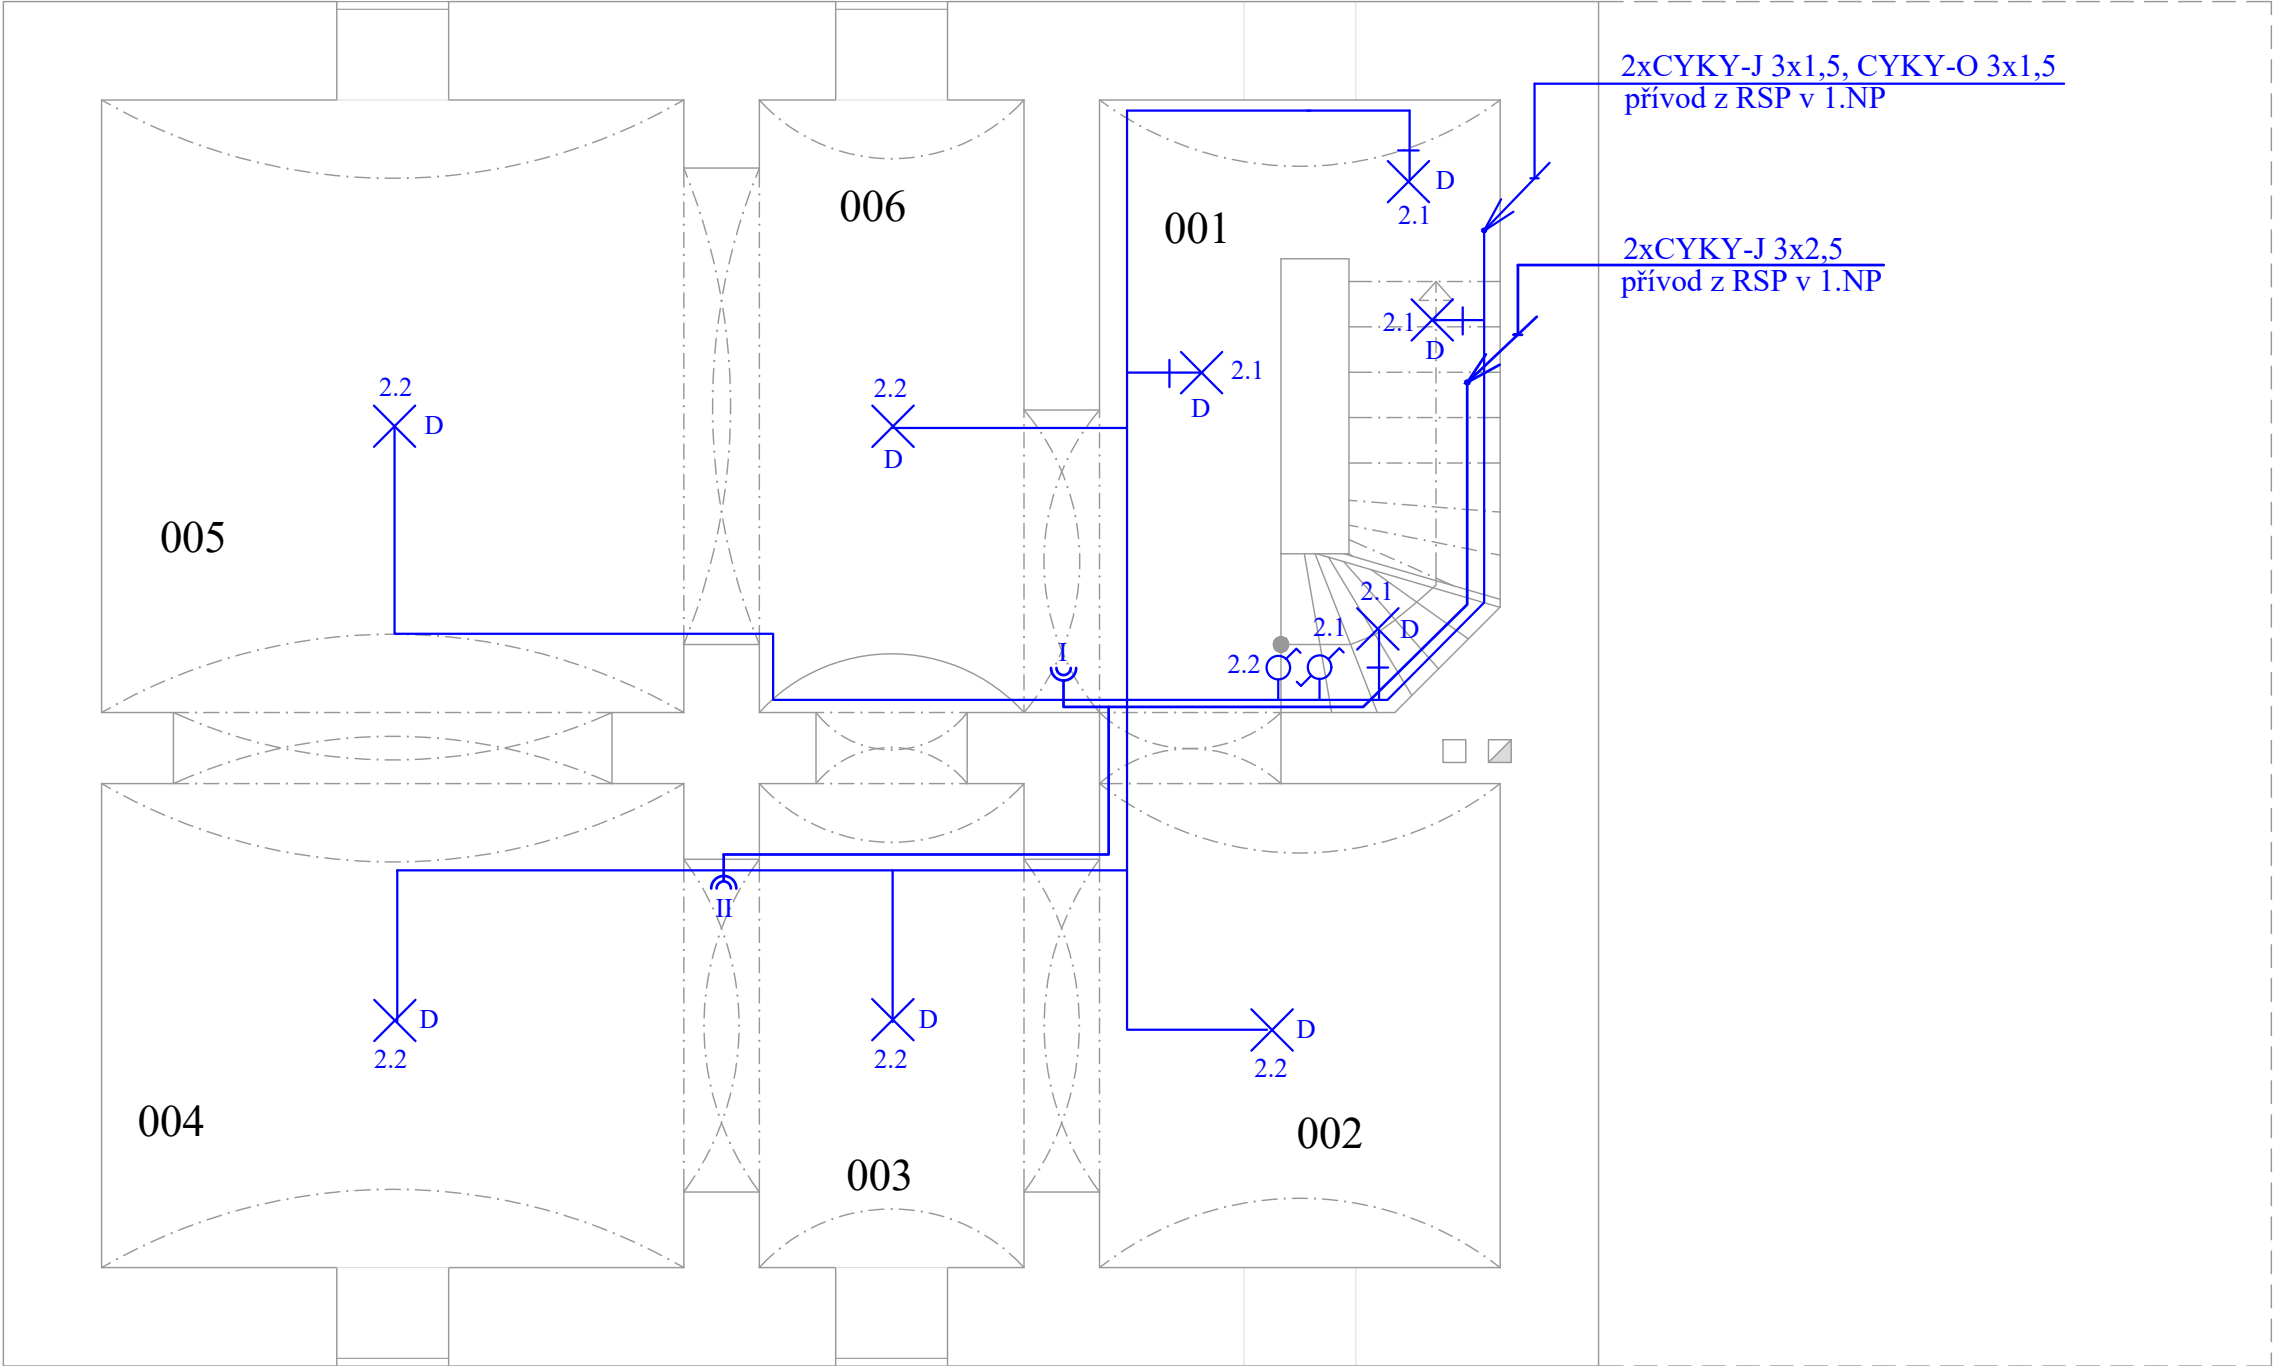 2xCYKY-J 3x1,5, CYKY-O 3x1,5
přívod z RSP v 1.NP
D
2.1
006
001
2xCYKY-J 3x2,5
přívod z RSP v 1.NP
2.1
D
2.1
D
2.2
D
2.2
D
005
2.1
2.1
D
I
2.2
II
D
2.2
D
2.2
D
2.2
004
003
002